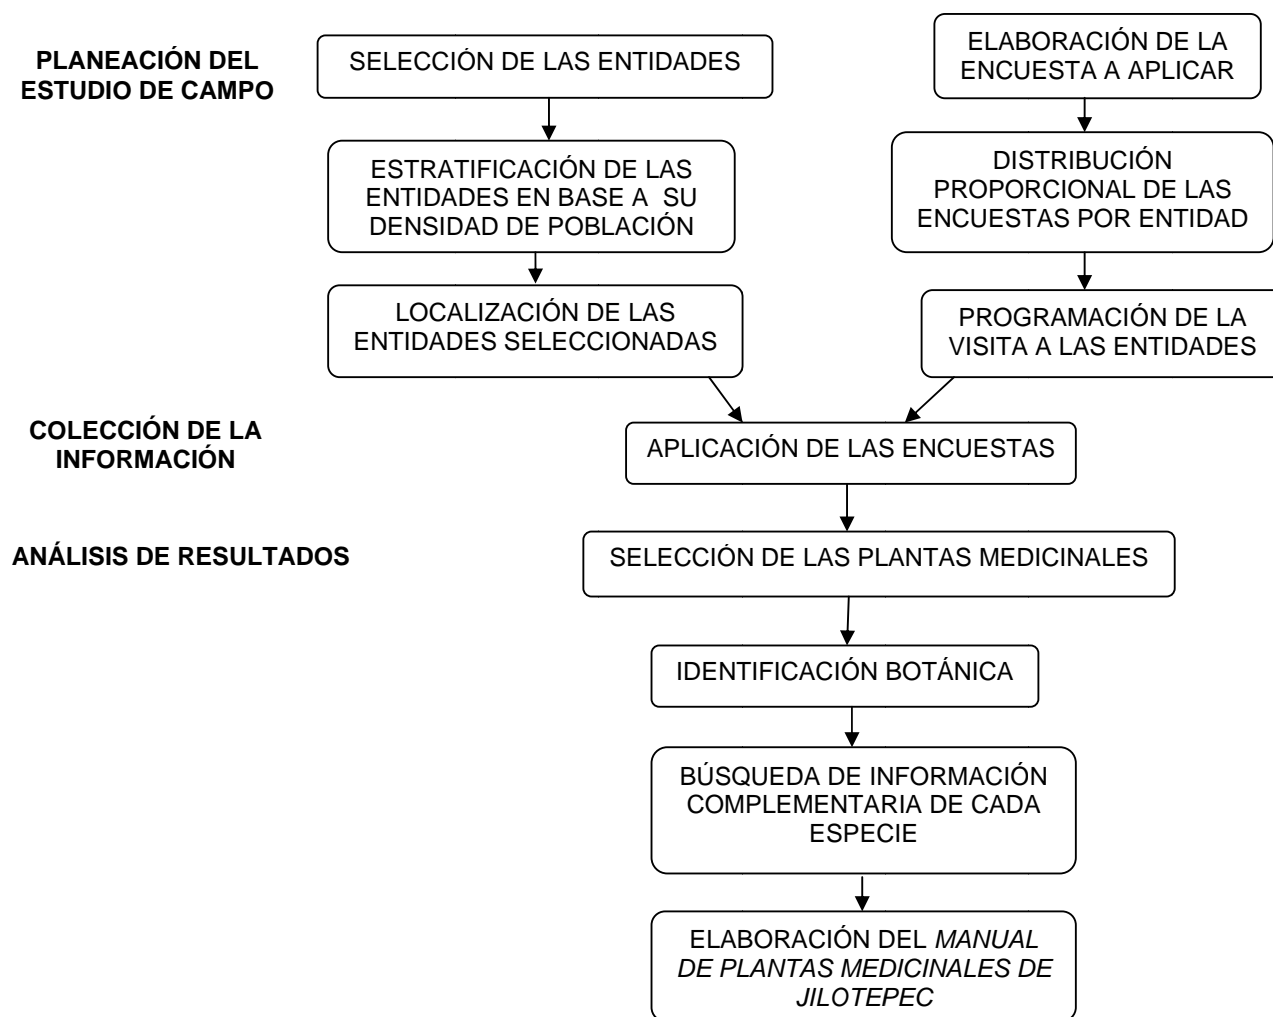 PLANEACIÓN DEL
ESTUDIO DE CAMPO
SELECCIÓN DE LAS ENTIDADES
ELABORACIÓN DE LA
ENCUESTA A APLICAR
ESTRATIFICACIÓN DE LAS
ENTIDADES EN BASE A SU
DENSIDAD DE POBLACIÓN
DISTRIBUCIÓN
PROPORCIONAL DE LAS
ENCUESTAS POR ENTIDAD
LOCALIZACIÓN DE LAS
ENTIDADES SELECCIONADAS
PROGRAMACIÓN DE LA
VISITA A LAS ENTIDADES
COLECCIÓN DE LA
INFORMACIÓN
APLICACIÓN DE LAS ENCUESTAS
ANÁLISIS DE RESULTADOS
SELECCIÓN DE LAS PLANTAS MEDICINALES
IDENTIFICACIÓN BOTÁNICA
BÚSQUEDA DE INFORMACIÓN
COMPLEMENTARIA DE CADA
ESPECIE
ELABORACIÓN DEL MANUAL
DE PLANTAS MEDICINALES DE
JILOTEPEC